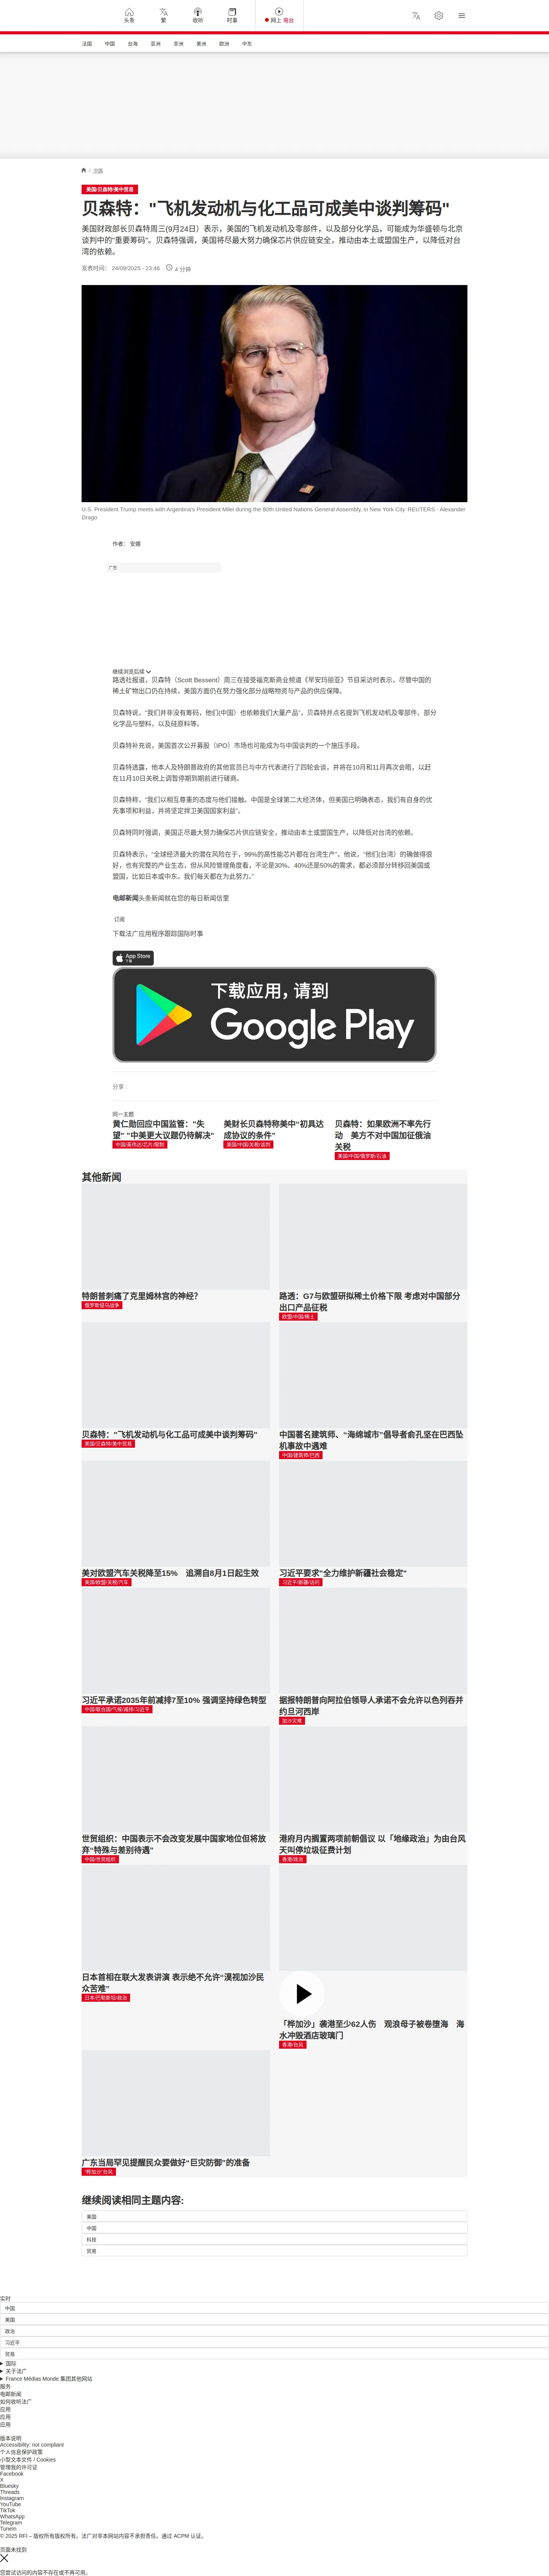 头条
繁
收听
时事
网上 电台
法国
中国
台海
亚洲
非洲
美洲
欧洲
中东
/ 中国
美国/贝森特/美中贸易
贝森特："飞机发动机与化工品可成美中谈判筹码"
美国财政部长贝森特周三(9月24日）表示，美国的飞机发动机及零部件，以及部分化学品，可能成为华盛顿与北京
谈判中的"重要筹码"。贝森特强调，美国将尽最大努力确保芯片供应链安全，推动由本土或盟国生产，以降低对台
湾的依赖。
发表时间： 24/09/2025 - 23:46
4 分钟
U.S. President Trump meets with Argentina's President Milei during the 80th United Nations General Assembly, in New York City REUTERS - Alexander
Drago
作者： 安娜
广告
继续浏览后续
路透社报道，贝森特（Scott Bessent）周三在接受福克斯商业频道《早安玛丽亚》节目采访时表示，尽管中国的
稀土矿物出口仍在持续，美国方面仍在努力强化部分战略物资与产品的供应保障。
贝森特说，“我们并非没有筹码，他们(中国）也依赖我们大量产品”，贝森特并点名提到飞机发动机及零部件、部分
化学品与塑料，以及硅原料等。
贝森特补充说，美国首次公开募股（IPO）市场也可能成为与中国谈判的一个施压手段。
贝森特透露，他本人及特朗普政府的其他官员已与中方代表进行了四轮会谈，并将在10月和11月再次会晤，以赶
在11月10日关税上调暂停期到期前进行磋商。
贝森特称，“我们以相互尊重的态度与他们接触。中国是全球第二大经济体，但美国已明确表态，我们有自身的优
先事项和利益，并将坚定捍卫美国国家利益”。
贝森特同时强调，美国正尽最大努力确保芯片供应链安全，推动由本土或盟国生产，以降低对台湾的依赖。
贝森特表示，“全球经济最大的潜在风险在于，99%的高性能芯片都在台湾生产”，他说，“他们(台湾）的确做得很
好，也有完整的产业生态，但从风险管理角度看，不论是30%、40%还是50%的需求，都必须部分转移回美国或
盟国，比如日本或中东。我们每天都在为此努力。”
电邮新闻头条新闻就在您的每日新闻信里
订阅
下载法广应用程序跟踪国际时事
App Store
下载
下载应用，请到
Google Play
分享 :
同一主题
黄仁勋回应中国监管："失
望" "中美更大议题仍待解决"
中国/英伟达/芯片/限制
美财长贝森特称美中“初具达
成协议的条件”
美国/中国/关税/谈判
贝森特：如果欧洲不率先行
动 美方不对中国加征俄油
关税
美国/中国/俄罗斯/石油
其他新闻
特朗普刺痛了克里姆林宫的神经？
俄罗斯侵乌战争
路透：G7与欧盟研拟稀土价格下限 考虑对中国部分
出口产品征税
欧盟/中国/稀土
贝森特："飞机发动机与化工品可成美中谈判筹码"
美国/贝森特/美中贸易
中国著名建筑师、“海绵城市”倡导者俞孔坚在巴西坠
机事故中遇难
中国/建筑师/巴西
美对欧盟汽车关税降至15% 追溯自8月1日起生效
美国/欧盟/关税/汽车
习近平要求"全力维护新疆社会稳定"
习近平/新疆/访问
习近平承诺2035年前减排7至10% 强调坚持绿色转型
中国/联合国/气候/减排/习近平
据报特朗普向阿拉伯领导人承诺不会允许以色列吞并
约旦河西岸
加沙灾难
世贸组织：中国表示不会改变发展中国家地位但将放
弃“特殊与差别待遇”
中国/世贸组织
港府月内搁置两项前朝倡议 以「地缘政治」为由台风
天叫停垃圾征费计划
香港/政治
日本首相在联大发表讲演 表示绝不允许“漠视加沙民
众苦难”
日本/巴勒斯坦/政治
「桦加沙」袭港至少62人伤 观浪母子被卷堕海 海
水冲毁酒店玻璃门
香港/台风
广东当局罕见提醒民众要做好“巨灾防御”的准备
“桦加沙”台风
继续阅读相同主题内容:
美国
中国
科技
贸易
实时
中国
美国
政治
习近平
贸易
国际
关于法广
France Médias Monde 集团其他网站
服务
电邮新闻
如何收听法广
应用
应用
应用
版本说明
Accessibility: not compliant
个人信息保护政策
小型文本文件 / Cookies
管理我的许可证
Facebook
X
Bluesky
Threads
Instagram
YouTube
TikTok
WhatsApp
Telegram
TuneIn
© 2025 RFI – 版权所有版权所有。法广对非本网站内容不承担责任。通过 ACPM 认证。
页面未找到
您尝试访问的内容不存在或不再可用。